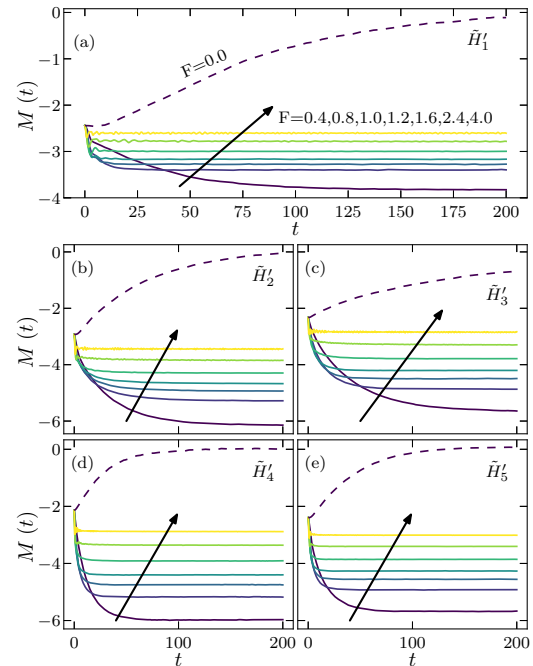 0
(a)
F=0.0
H̃′₁
−1
M (t)
−2
F=0.4,0.8,1.0,1.2,1.6,2.4,4.0
−3
−4
0 25 50 75 100 125 150 175 200
t
0 (b) H̃′₂ (c) H̃′₃
−2
M (t)
−4
−6
0 (d) H̃′₄ (e) H̃′₅
−2
M (t)
−4
−6
0 100 200 0 100 200
t t